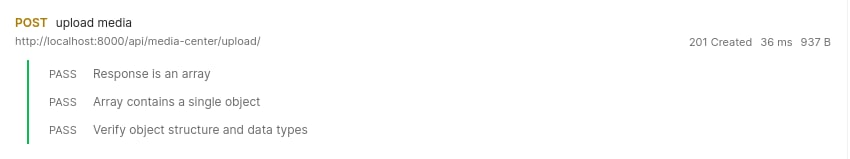 POST upload media
http://localhost:8000/api/media-center/upload/ 201 Created 36 ms 937 B
PASS Response is an array
PASS Array contains a single object
PASS Verify object structure and data types